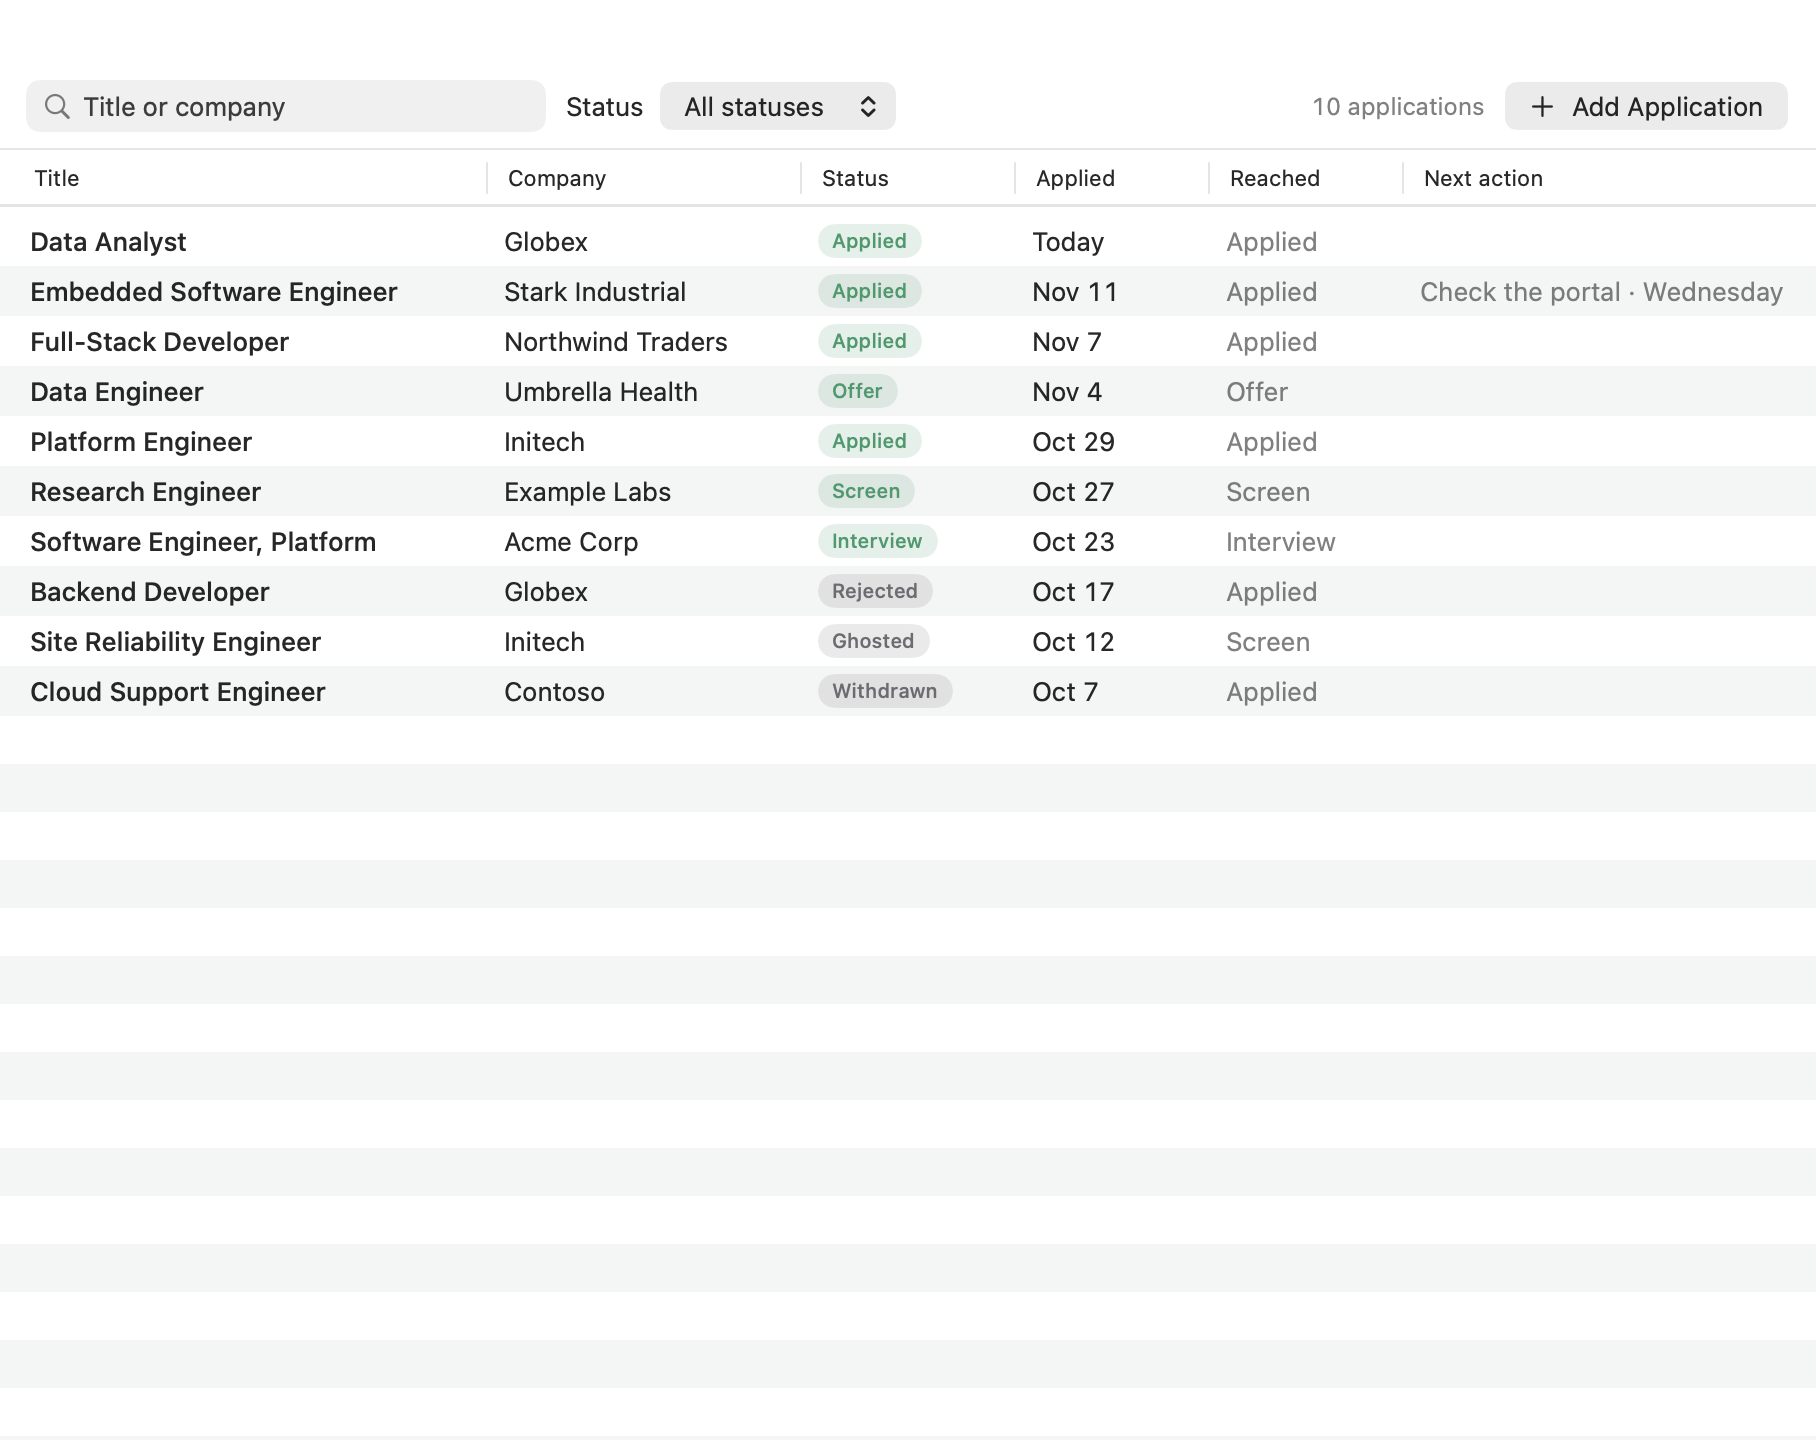 Title or company Status All statuses 10 applications + Add Application
Title Company Status Applied Reached Next action
Data Analyst Globex Applied Today Applied
Embedded Software Engineer Stark Industrial Applied Nov 11 Applied Check the portal · Wednesday
Full-Stack Developer Northwind Traders Applied Nov 7 Applied
Data Engineer Umbrella Health Offer Nov 4 Offer
Platform Engineer Initech Applied Oct 29 Applied
Research Engineer Example Labs Screen Oct 27 Screen
Software Engineer, Platform Acme Corp Interview Oct 23 Interview
Backend Developer Globex Rejected Oct 17 Applied
Site Reliability Engineer Initech Ghosted Oct 12 Screen
Cloud Support Engineer Contoso Withdrawn Oct 7 Applied